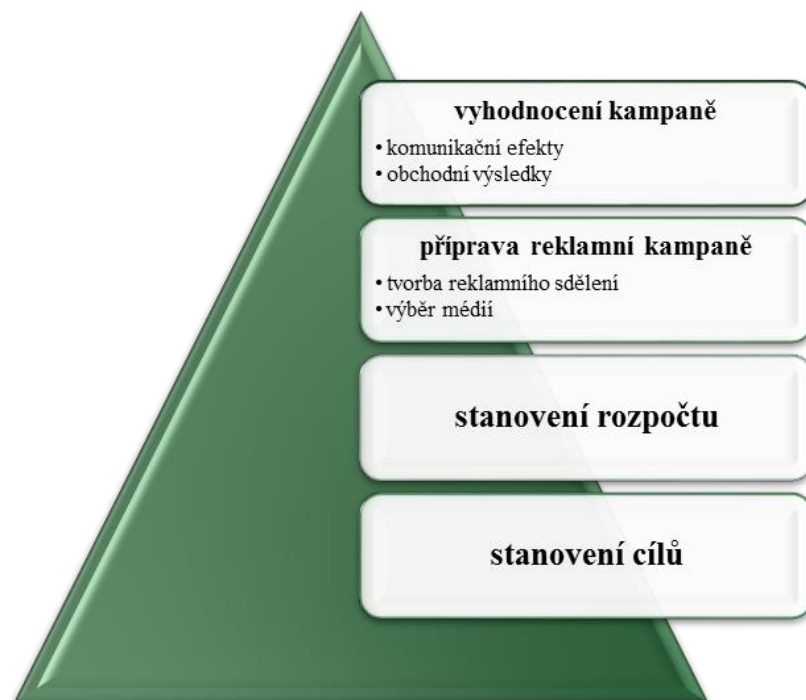 vyhodnocení kampaně
• komunikační efekty
• obchodní výsledky
příprava reklamní kampaně
• tvorba reklamního sdělení
• výběr médií
stanovení rozpočtu
stanovení cílů